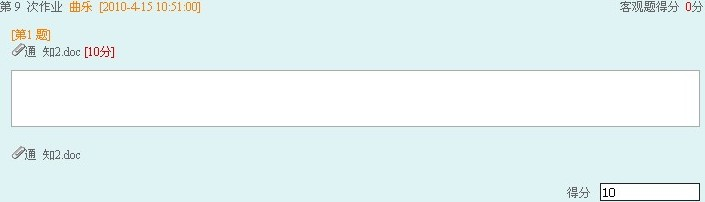 第 9 次作业 曲乐 [2010-4-15 10:51:00] 客观题得分 0分
[第1 题]
通 知2.doc [10分]
通 知2.doc
得分 10